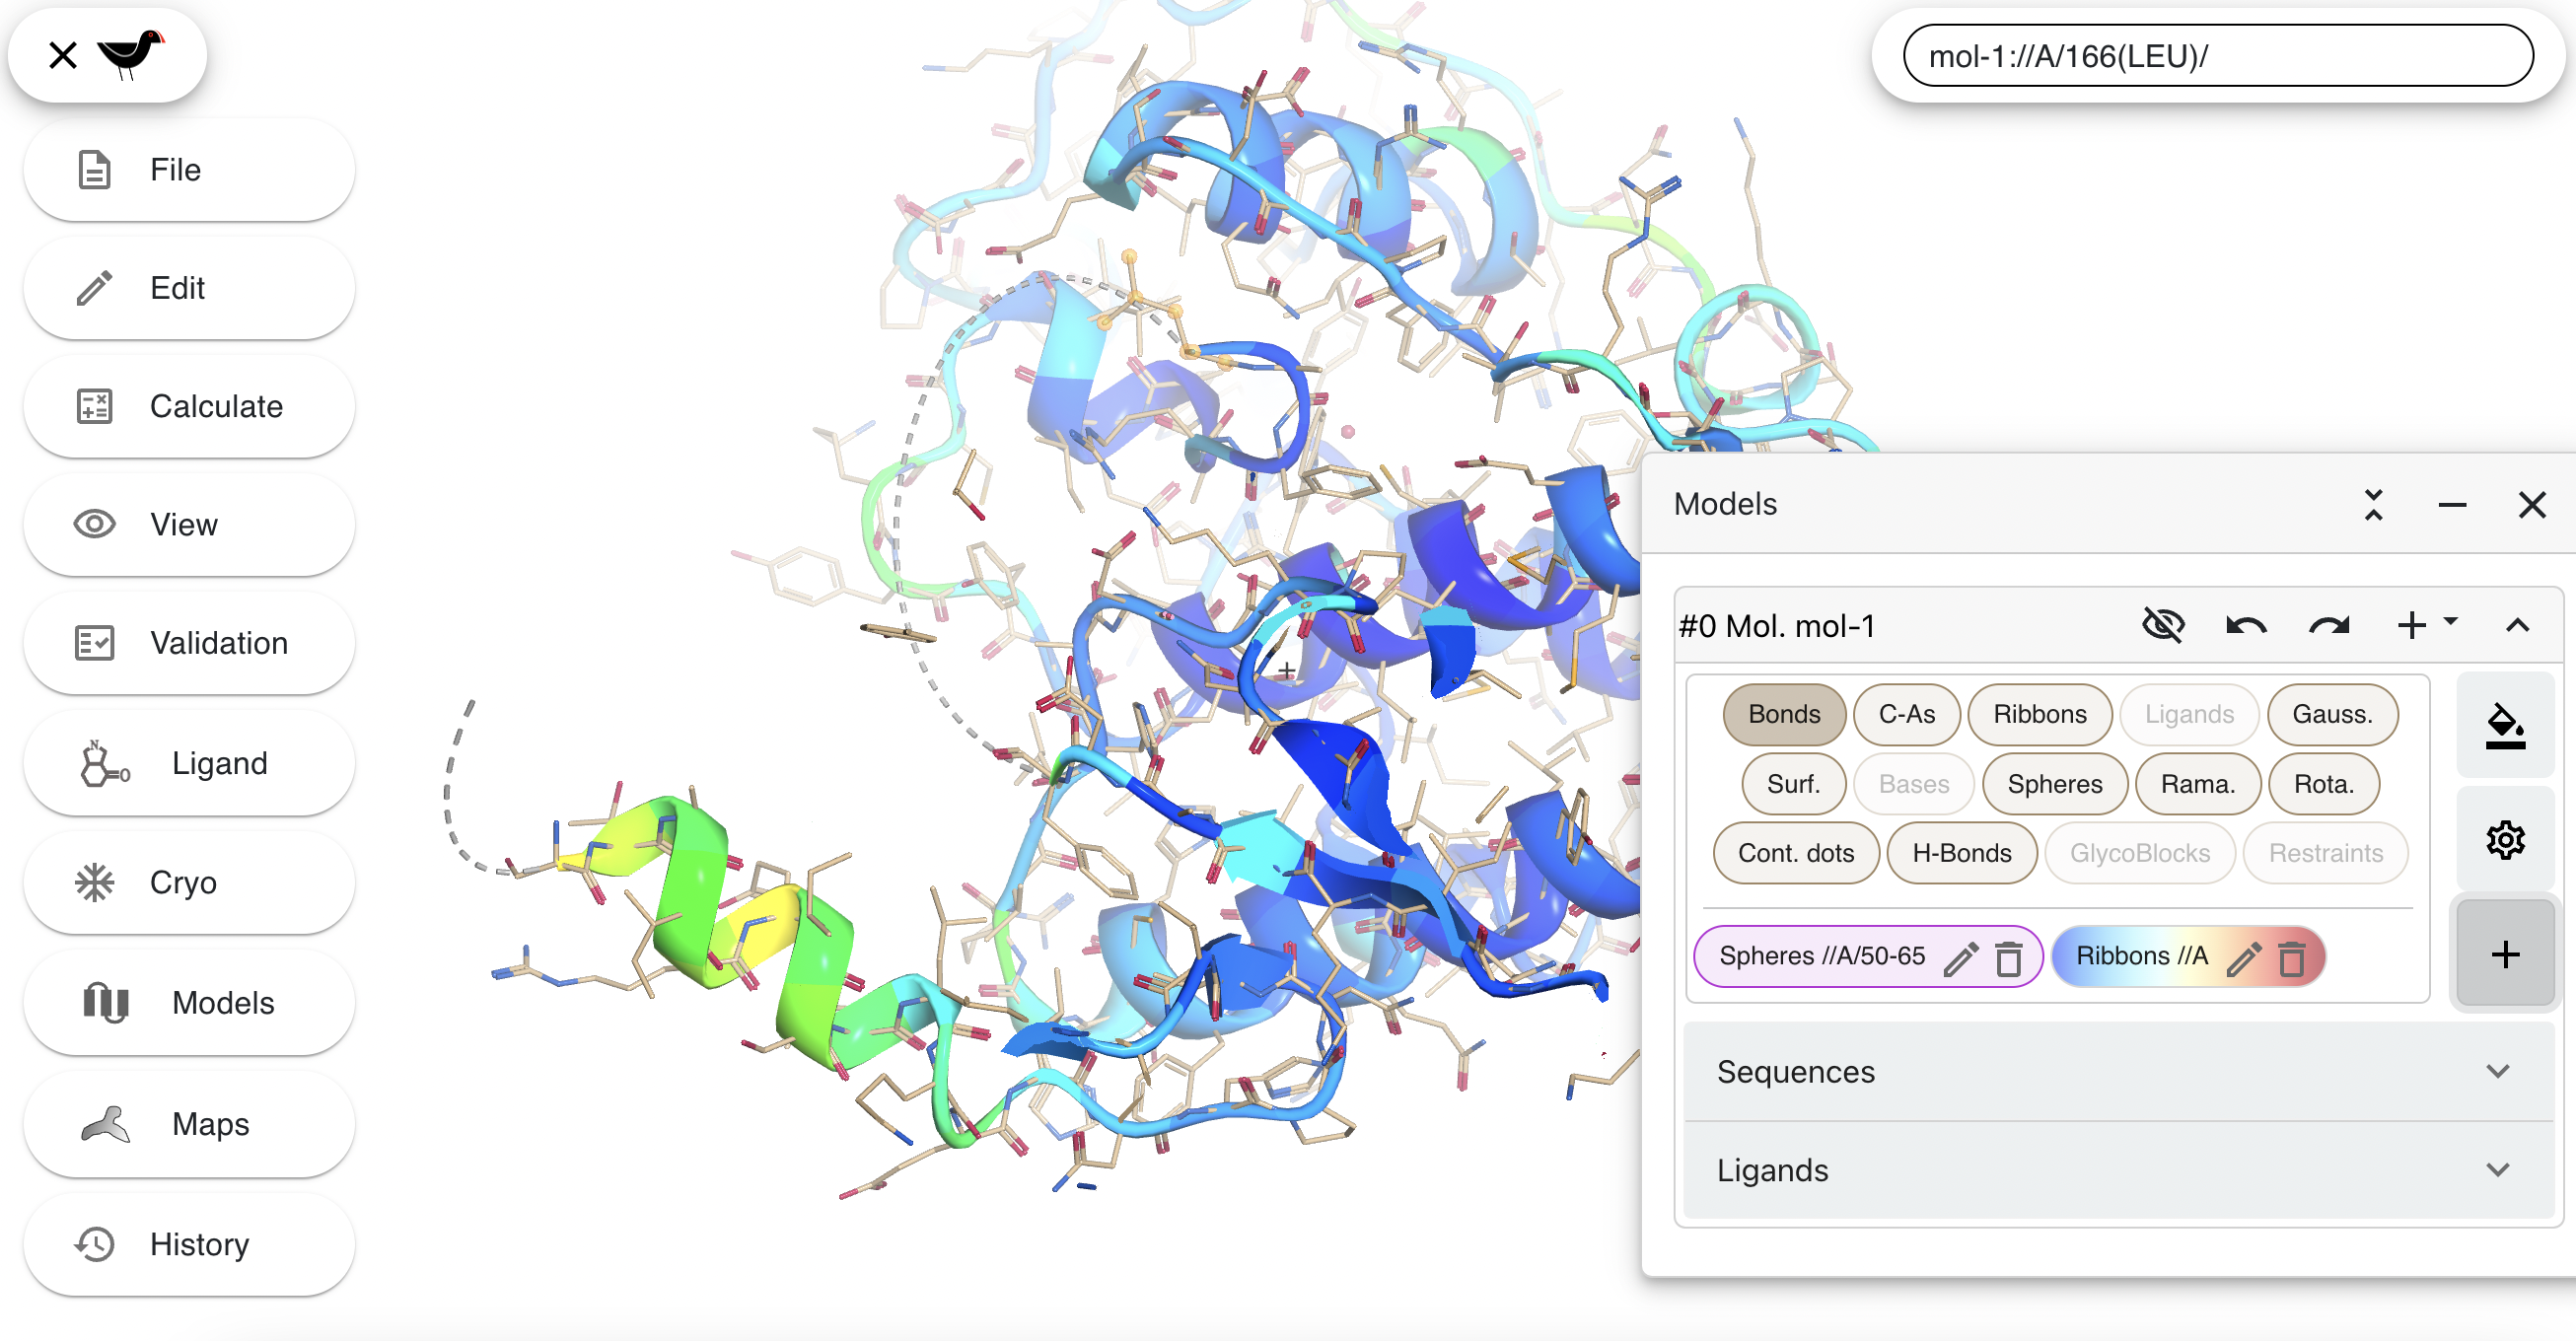 mol-1://A/166(LEU)/
File
Edit
Calculate
View
Validation
N
O
Ligand
Cryo
Models
Maps
History
Models
#0 Mol. mol-1
Bonds C-As Ribbons Ligands Gauss.
Surf. Bases Spheres Rama. Rota.
Cont. dots H-Bonds GlycoBlocks Restraints
Spheres //A/50-65 Ribbons //A
Sequences
Ligands